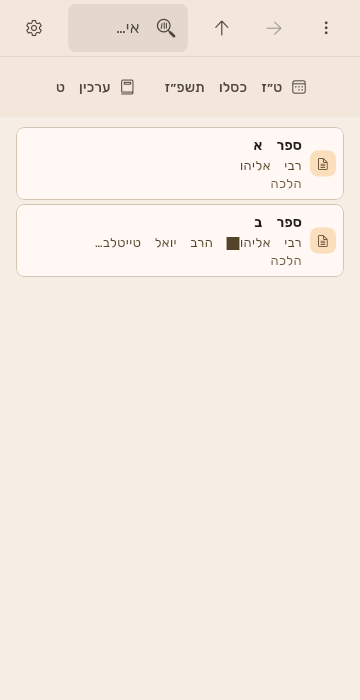 אי...
ט״ז כסלו תשפ״ז
ערכין ט
ספר א
רבי אליהו
הלכה
ספר ב
רבי אליהו■ הרב יואל טייטלב...
הלכה